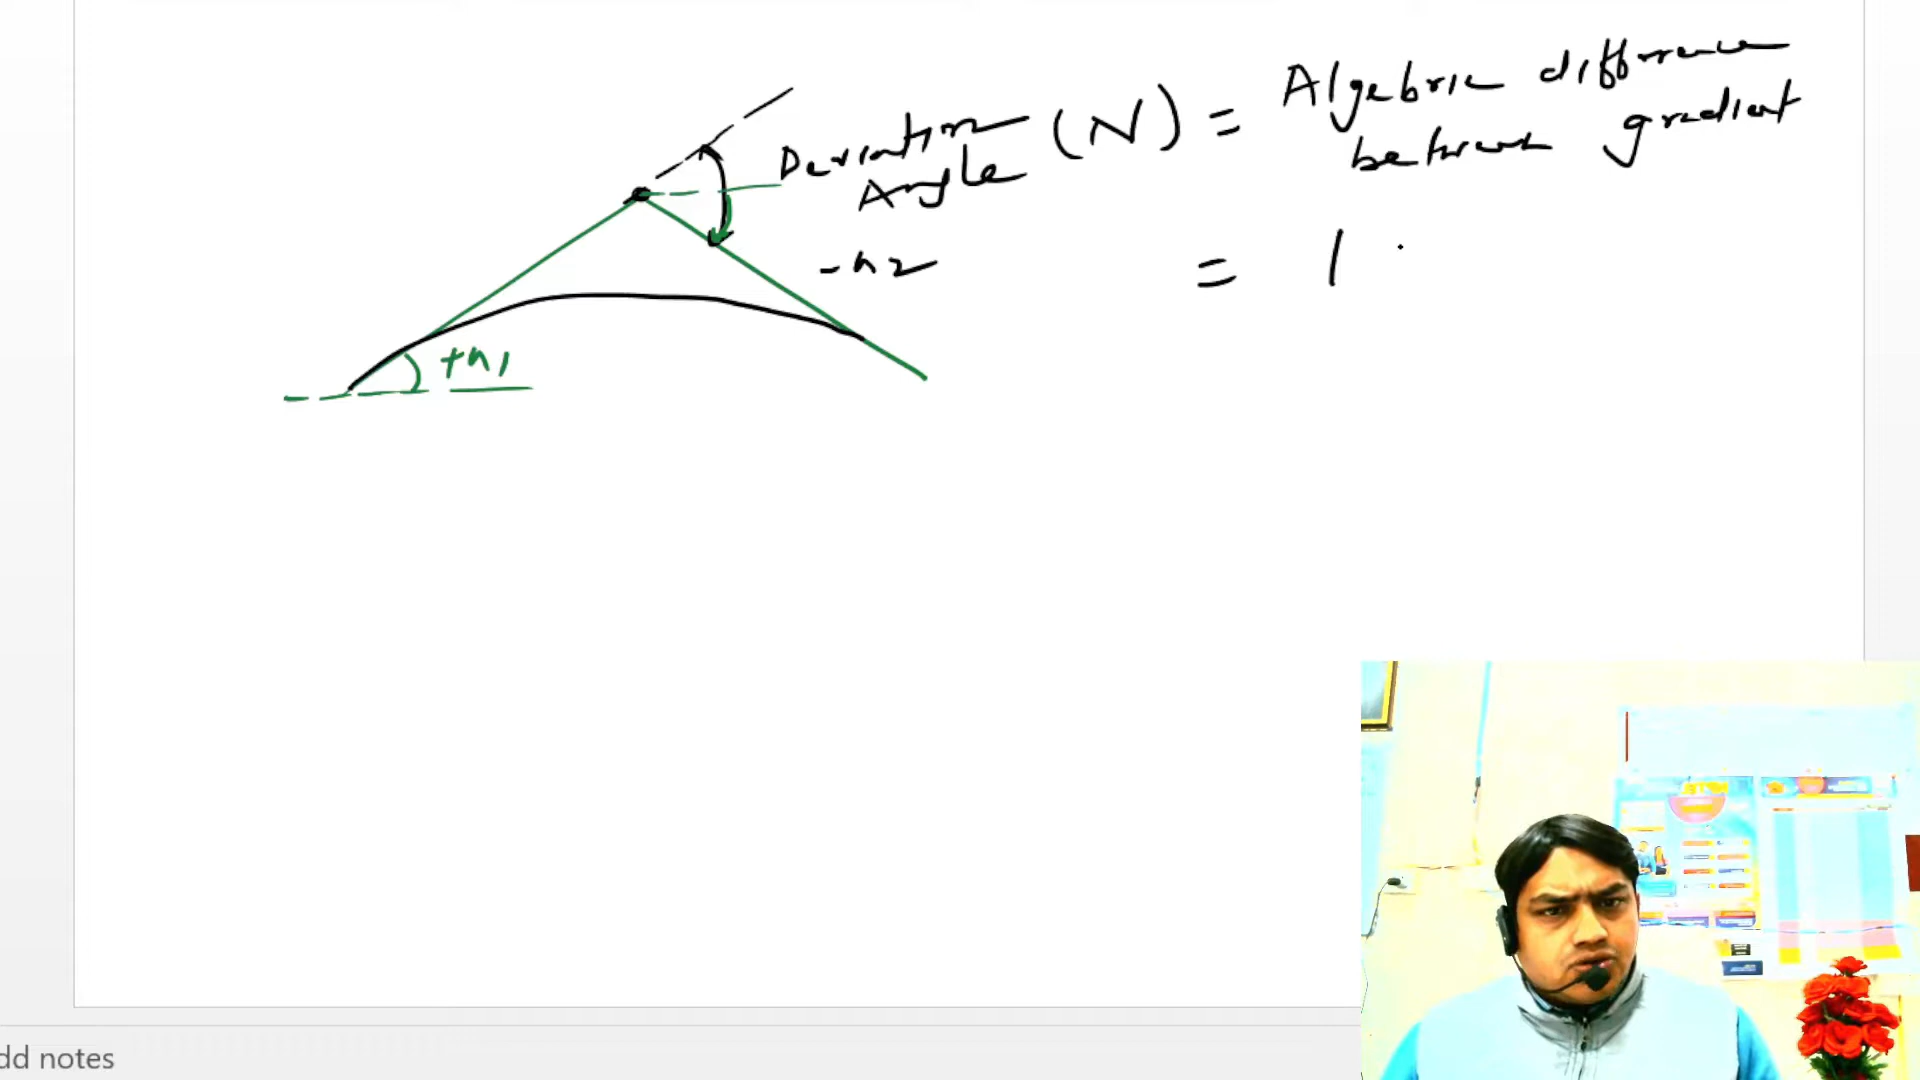 Deviation Angle (N) = Algebric difference
between gradient
-n2
= |
+n1
dd notes